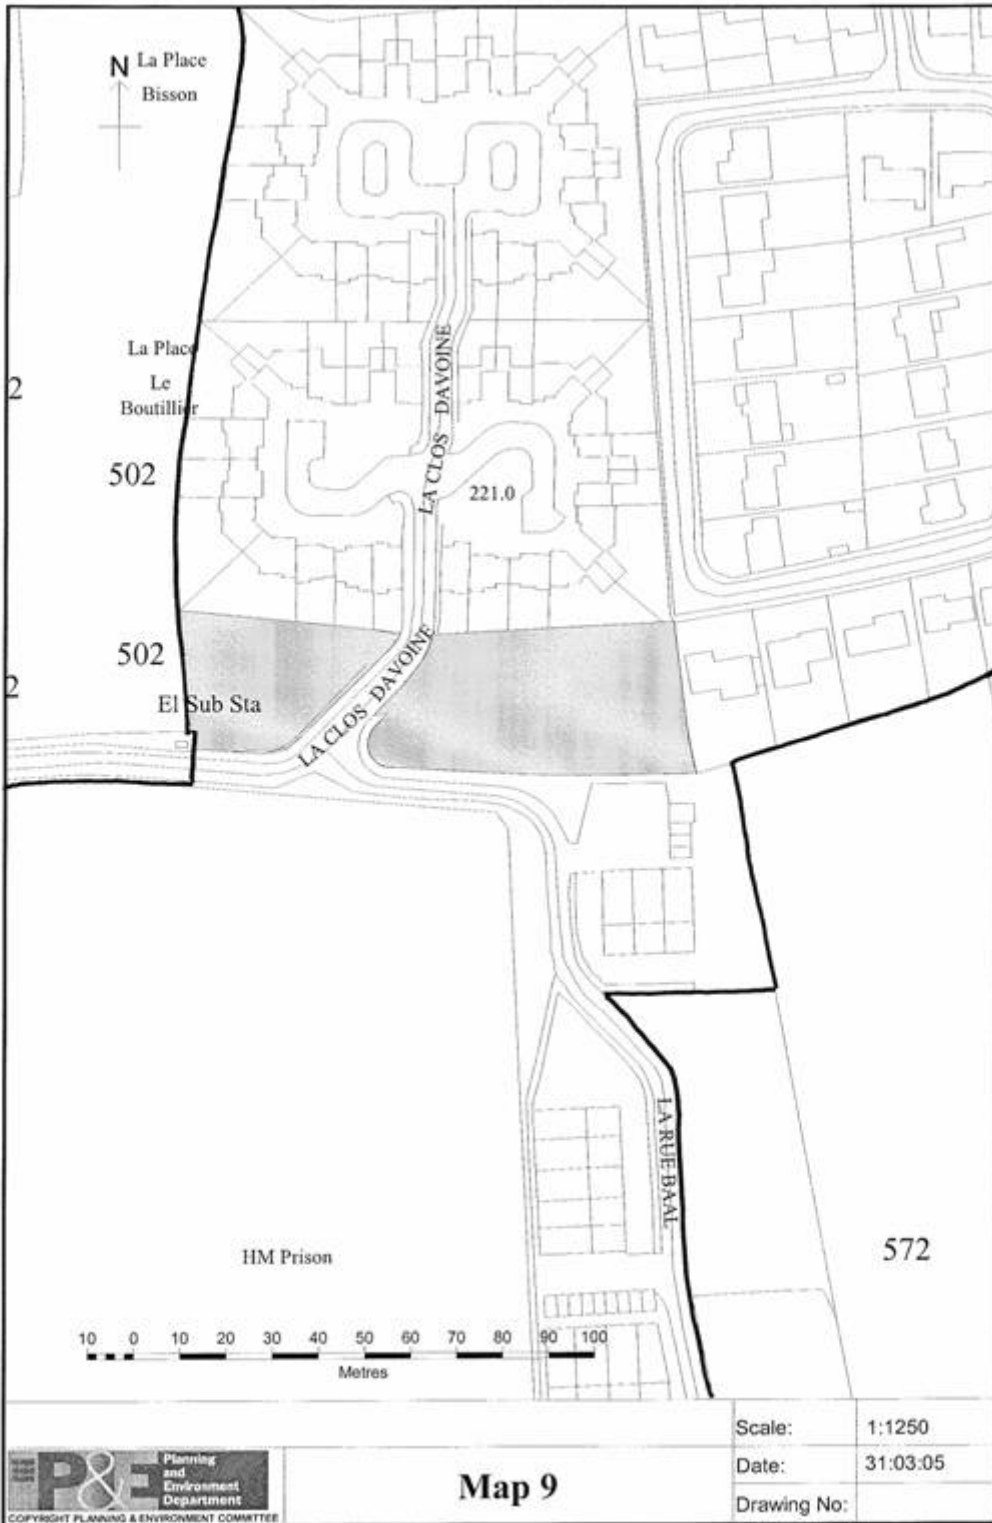 N
La Place
Bisson
La Place
Le
Boutillier
2
502
LA CLOS DAVOINE
221.0
502
2
El Sub Sta
LA CLOS DAVOINE
LA RUE BAAL
HM Prison
572
10 0 10 20 30 40 50 60 70 80 90 100
Metres
P&E
Planning
and
Environment
Department
COPYRIGHT PLANNING & ENVIRONMENT COMMITTEE
Map 9
Scale: 1:1250
Date: 31:03:05
Drawing No: